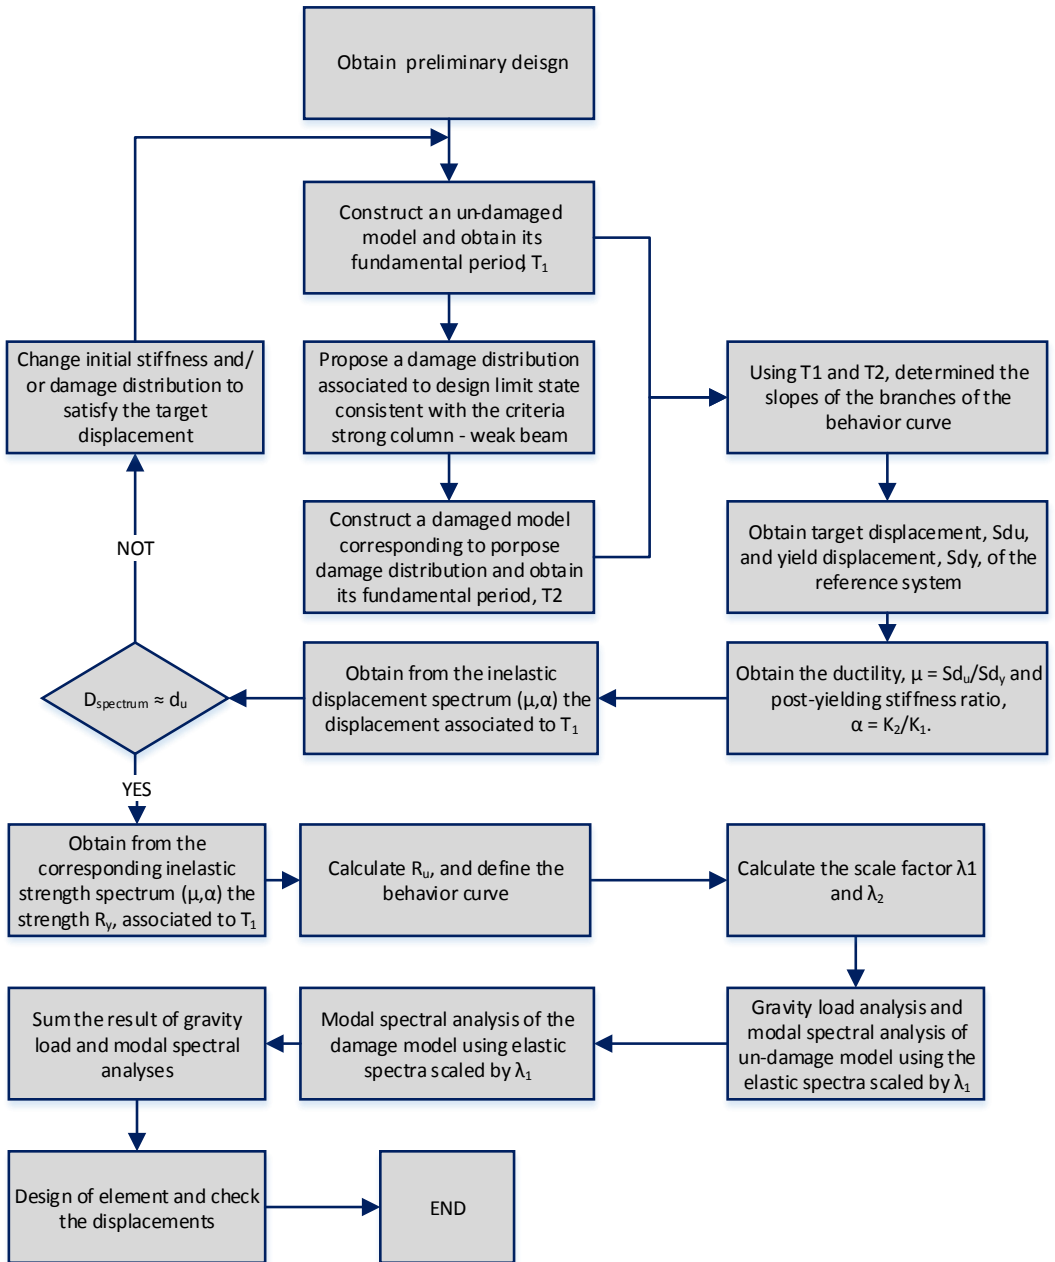 Obtain  preliminary deisgn
Construct an un-damaged
model and obtain its
fundamental period, T₁
Change initial stiffness and/
or damage distribution to
satisfy the target
displacement
Propose a damage distribution
associated to design limit state
consistent with the criteria
strong column - weak beam
Using T1 and T2, determined the
slopes of the branches of the
behavior curve
NOT
Construct a damaged model
corresponding to porpose
damage distribution and obtain
its fundamental period, T2
Obtain target displacement, Sdu,
and yield displacement, Sdy, of
the reference system
Dspectrum ≈ dᵤ
Obtain from the inelastic
displacement spectrum (μ,α) the
displacement associated to T₁
Obtain the ductility, μ = Sdᵤ/Sdy and
post-yielding stiffness ratio,
α = K₂/K₁.
YES
Obtain from the
corresponding inelastic
strength spectrum (μ,α) the
strength Ry, associated to T₁
Calculate Rᵤ, and define the
behavior curve
Calculate the scale factor λ1
and λ₂
Sum the result of gravity
load and modal spectral
analyses
Modal spectral analysis of the
damage model using elastic
spectra scaled by λ₁
Gravity load analysis and
modal spectral analysis of
un-damage model using the
elastic spectra scaled by λ₁
Design of element and check
the displacements
END